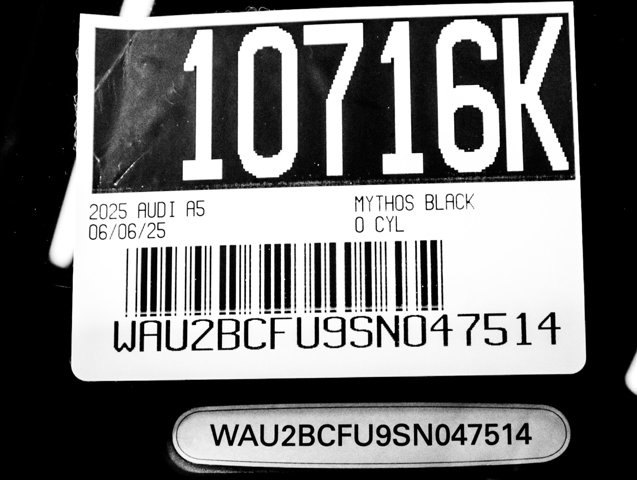 10716K
2025 AUDI A5
MYTHOS BLACK
06/06/25
0 CYL
WAU2BCFU9SN047514
WAU2BCFU9SN047514